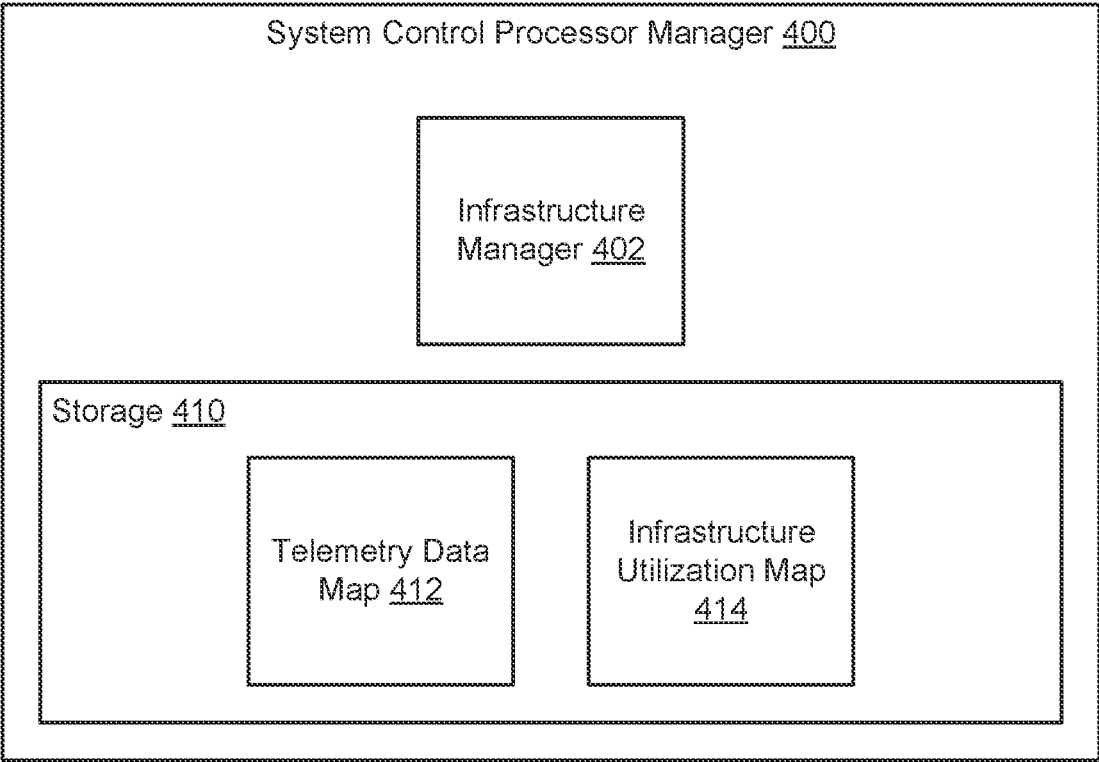 System Control Processor Manager 400
Infrastructure
Manager 402
Storage 410
Telemetry Data
Map 412
Infrastructure
Utilization Map
414